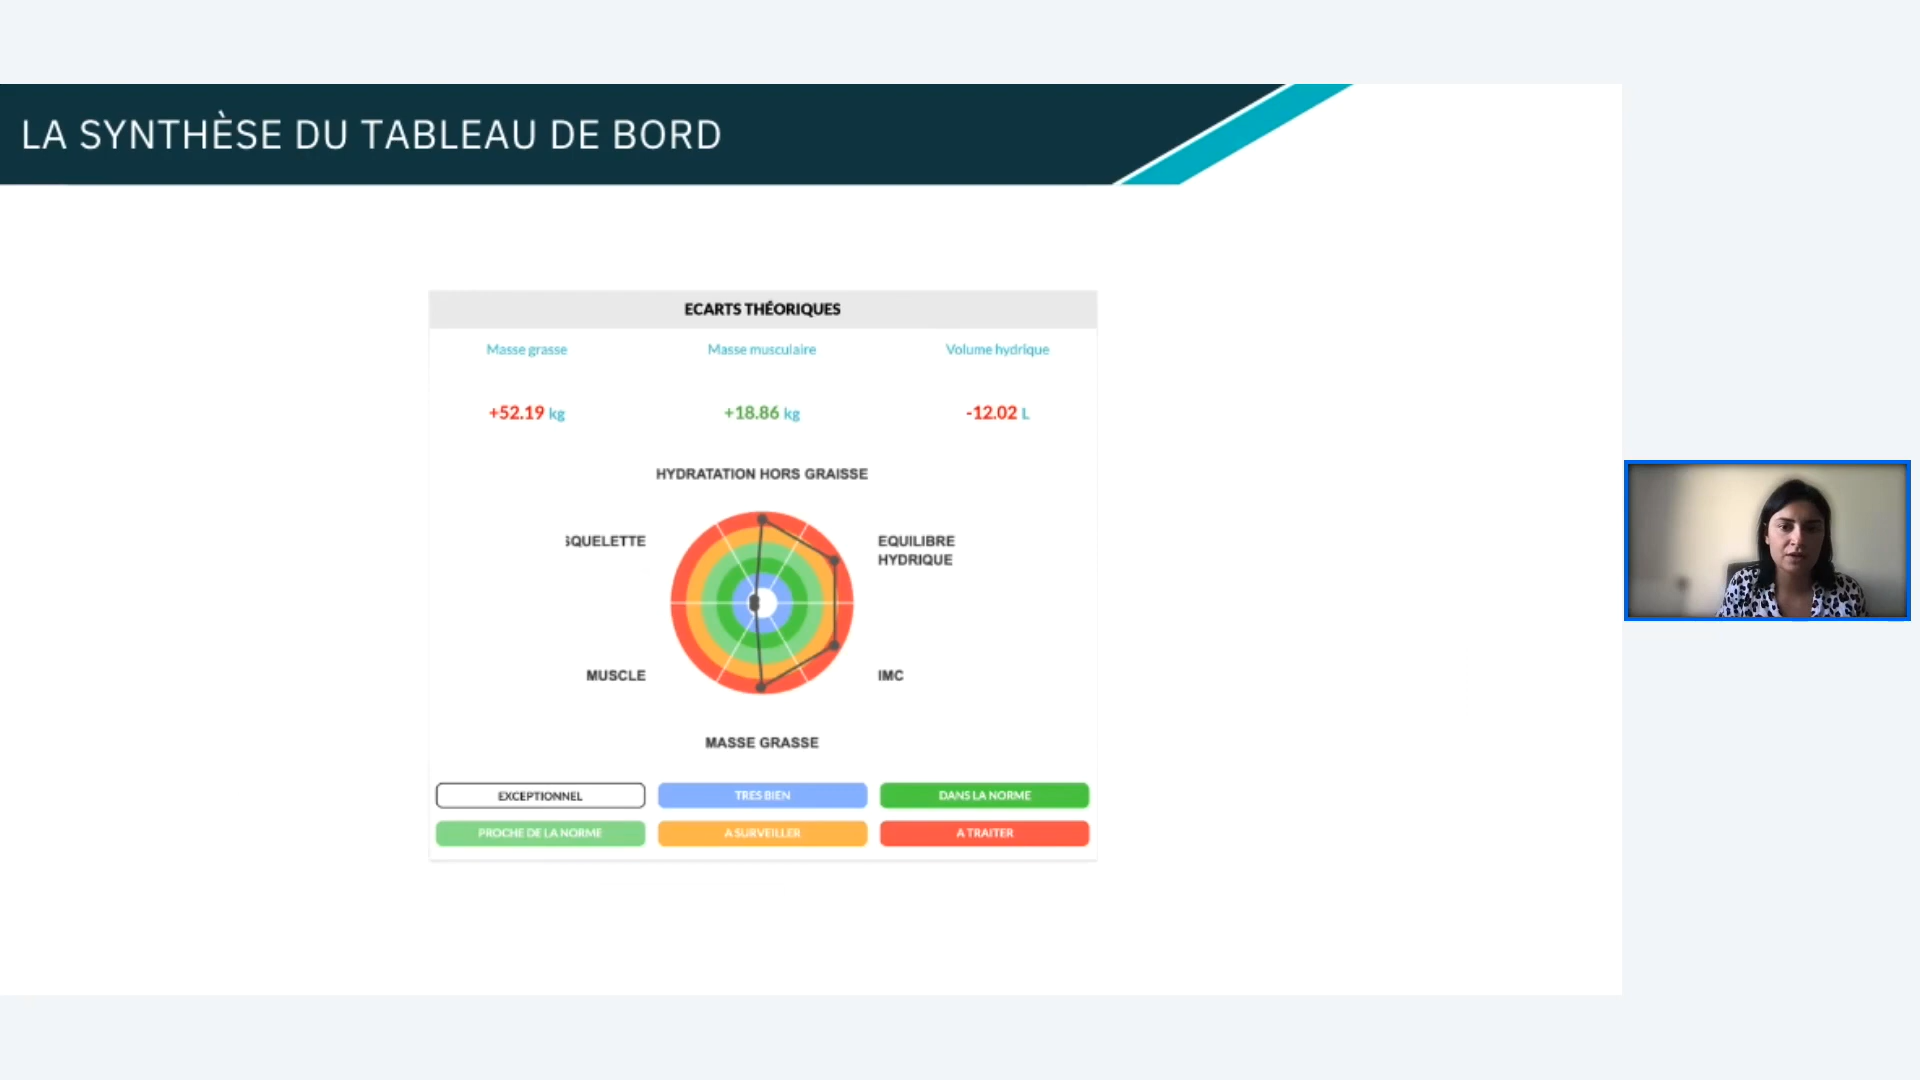 LA SYNTHÈSE DU TABLEAU DE BORD
ECARTS THÉORIQUES
Masse grasse Masse musculaire Volume hydrique
+52.19 kg +18.86 kg -12.02 L
HYDRATATION HORS GRAISSE
SQUELETTE
EQUILIBRE
HYDRIQUE
MUSCLE
IMC
MASSE GRASSE
EXCEPTIONNEL TRES BIEN DANS LA NORME
PROCHE DE LA NORME A SURVEILLER A TRAITER